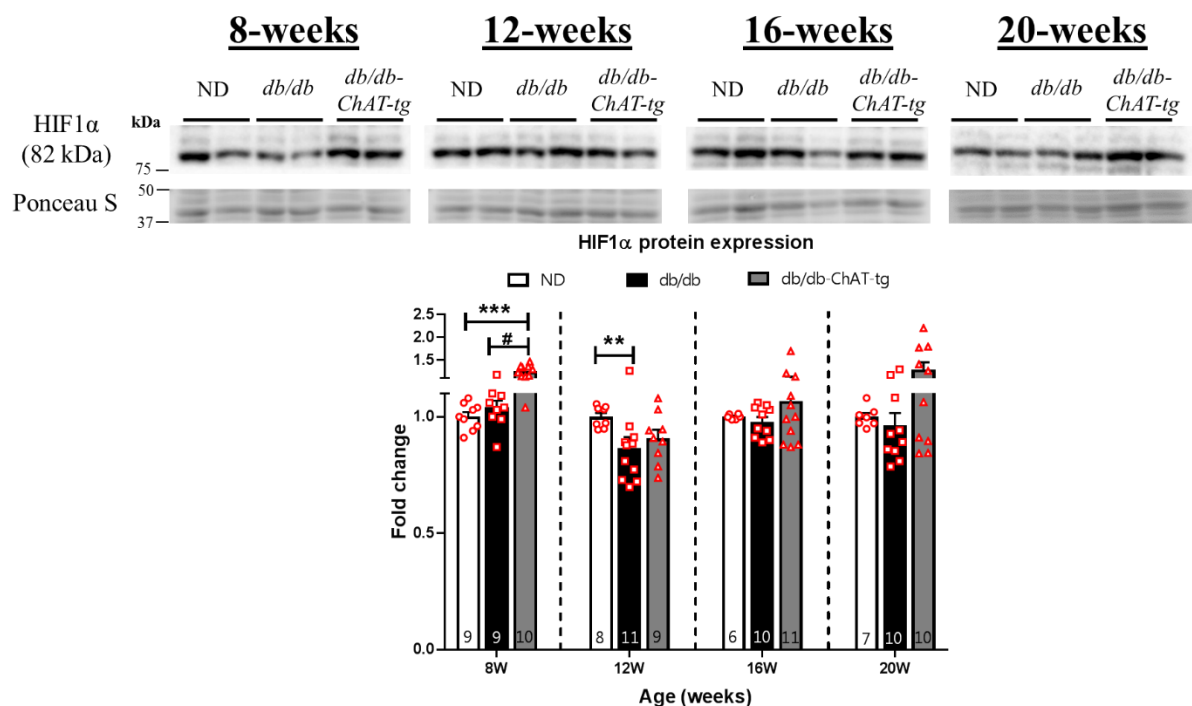 8-weeks 12-weeks 16-weeks 20-weeks
ND db/db db/db-ChAT-tg ND db/db db/db-ChAT-tg ND db/db db/db-ChAT-tg ND db/db db/db-ChAT-tg
HIF1α
(82 kDa)
kDa
75
Ponceau S
50
37
HIF1α protein expression
ND db/db db/db-ChAT-tg
Fold change
2.5
2.0
1.5
1.0
0.5
0.0
***
#
**
9 9 10 8 11 9 6 10 11 7 10 10
8W 12W 16W 20W
Age (weeks)